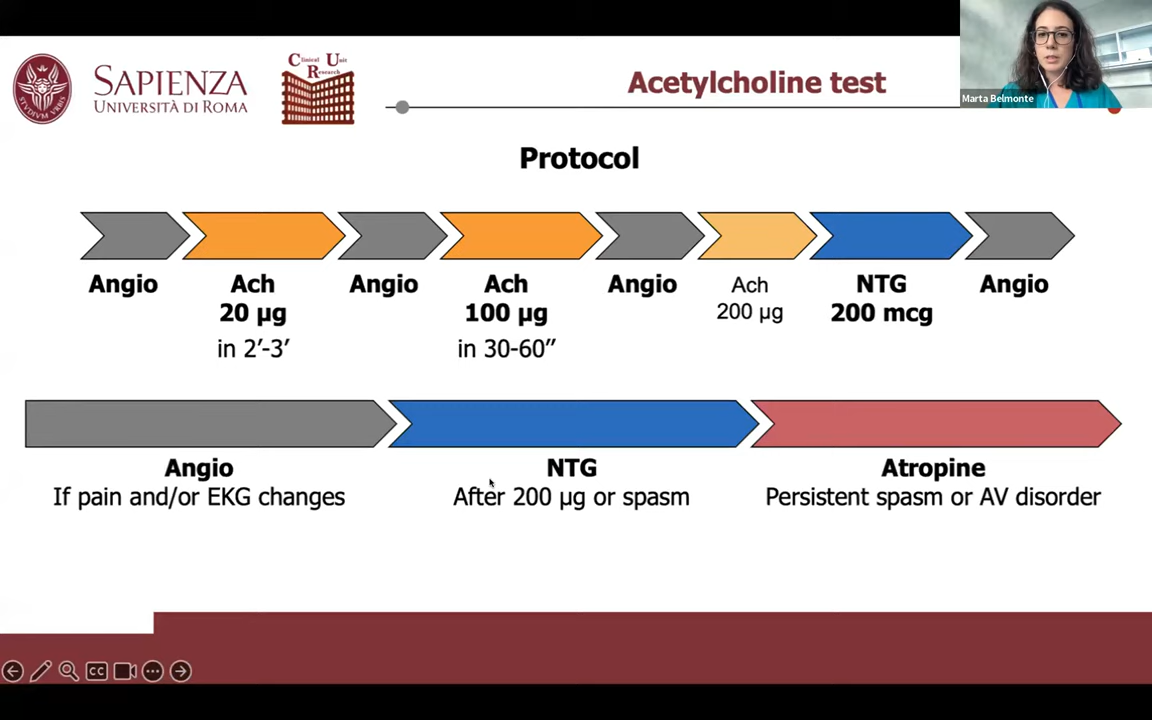 SAPIENZA
UNIVERSITÀ DI ROMA
Clinical Unit
Research
Acetylcholine test
Marta Belmonte
Protocol
Angio
Ach
20 µg
in 2’-3’
Angio
Ach
100 µg
in 30-60”
Angio
Ach
200 µg
NTG
200 mcg
Angio
Angio
If pain and/or EKG changes
NTG
After 200 µg or spasm
Atropine
Persistent spasm or AV disorder
CC